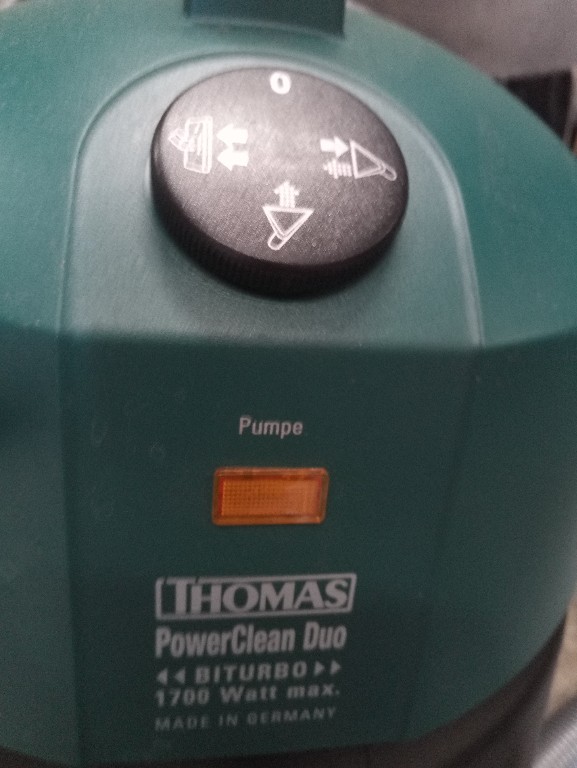 0
Pumpe
THOMAS
PowerClean Duo
BITURBO
1700 Watt max.
MADE IN GERMANY